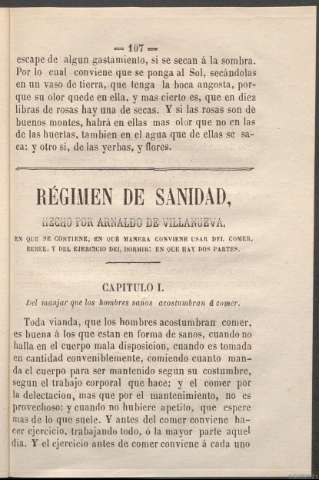 = 107 =
escape de algun gastamiento, si se secan á la sombra.
Por lo cual conviene que se ponga al Sol, secándolas
en un vaso de tierra, que tenga la boca angosta, por-
que su olor quede en ella, y mas cierto es, que en diez
libras de rosas hay una de secas. Y si las rosas son de
buenos montes, habrá en ellas mas olor que no en las
de las huertas, tambien en el agua que de ellas se sa-
ca; y otro si, de las yerbas, y flores.
RÉGIMEN DE SANIDAD,
HECHO POR ARNALDO DE VILLANUEVA,
EN QUE SE CONTIENE, EN QUÉ MANERA CONVIENE USAR DEL COMER,
BEBER, Y DEL EJERCICIO DEL DORMIR: EN QUE HAY DOS PARTES.
CAPITULO I.
Del manjar que los hombres sanos acostumbran á comer.
Toda vianda, que los hombres acostumbran comer,
es buena á los que estan en forma de sanos, cuando no
halla en el cuerpo mala disposicion, cuando es tomada
en cantidad conveniblemente, comiendo cuanto man-
da el cuerpo para ser mantenido segun su costumbre,
segun el trabajo corporal que hace; y el comer por
la delectacion, mas que por el mantenimiento, no es
provechoso: y cuando no hubiere apetito, que espere
mas de lo que suele. Y antes del comer conviene ha-
cer ejercicio, trabajando todo, ó la mayor parte aquel
dia. Y el ejercicio antes de comer conviene á cada uno